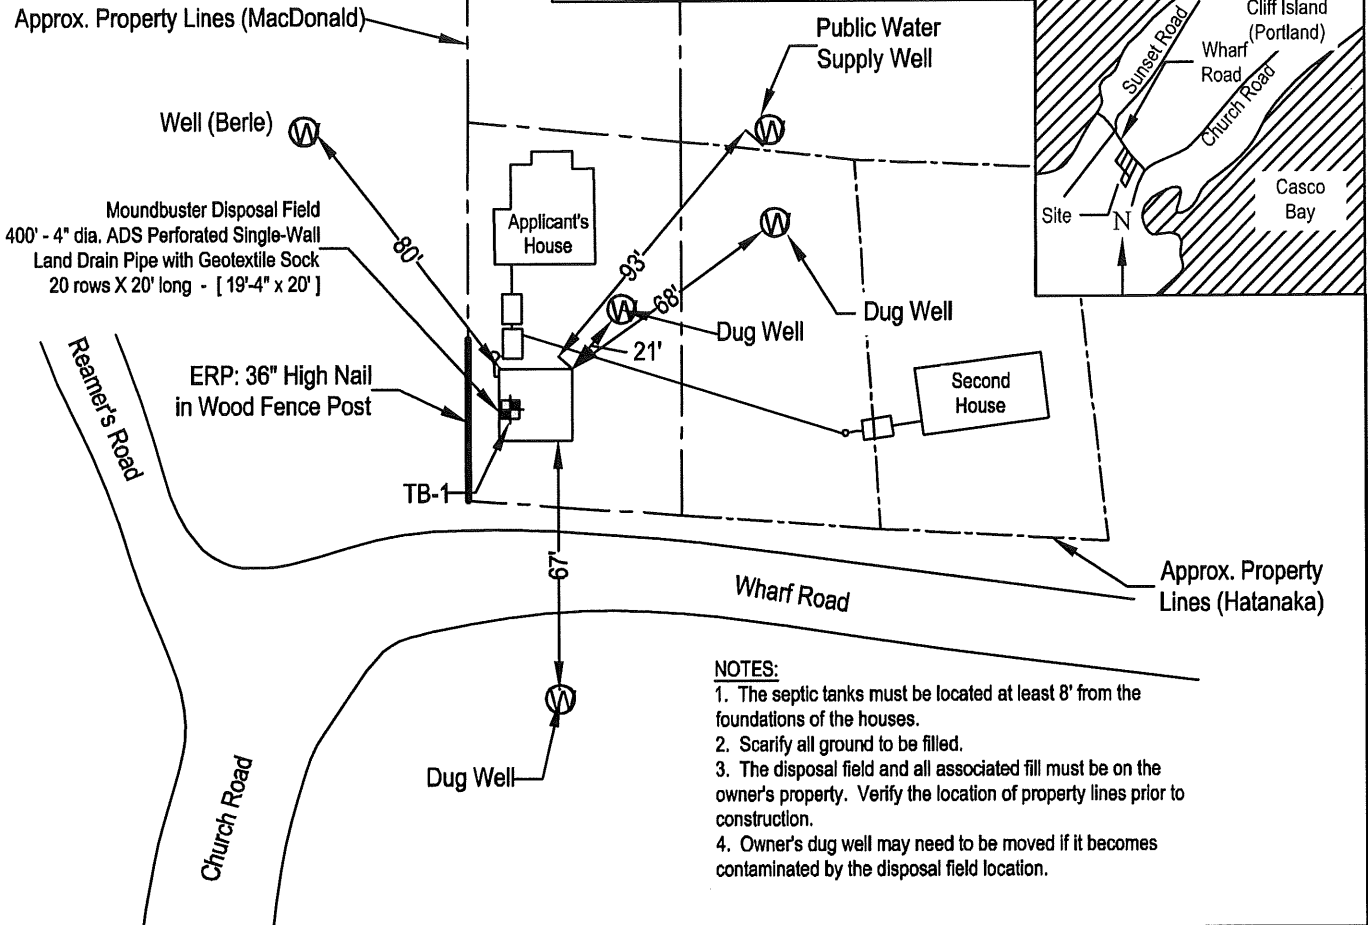 Approx. Property Lines (MacDonald)
Public Water
Supply Well
Well (Berle)
W
W
Moundbuster Disposal Field
400' - 4" dia. ADS Perforated Single-Wall
Land Drain Pipe with Geotextile Sock
20 rows X 20' long - [ 19'-4" x 20' ]
Applicant's
House
80'
93'
68'
W
Dug Well
W
Dug Well
21'
ERP: 36" High Nail
in Wood Fence Post
Second
House
TB-1
Reamer's Road
67'
Wharf Road
Approx. Property
Lines (Hatanaka)
W
Dug Well
Church Road
Cliff Island
(Portland)
Sunset Road
Wharf
Road
Church Road
Casco
Bay
Site
N
NOTES:
1. The septic tanks must be located at least 8' from the
foundations of the houses.
2. Scarify all ground to be filled.
3. The disposal field and all associated fill must be on the
owner's property. Verify the location of property lines prior to
construction.
4. Owner's dug well may need to be moved if it becomes
contaminated by the disposal field location.